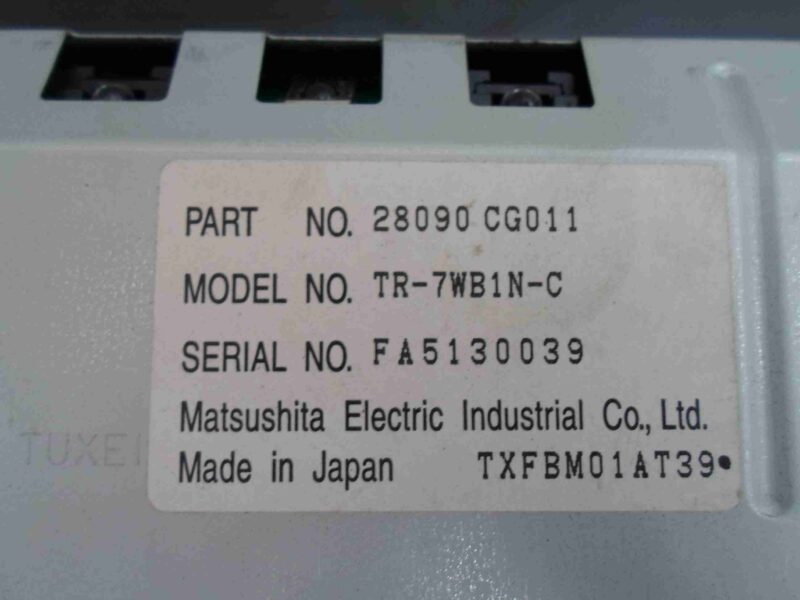 PART NO. 28090 CG011
MODEL NO. TR-7WB1N-C
SERIAL NO. FA5130039
Matsushita Electric Industrial Co., Ltd.
Made in Japan TXFBM01AT39•